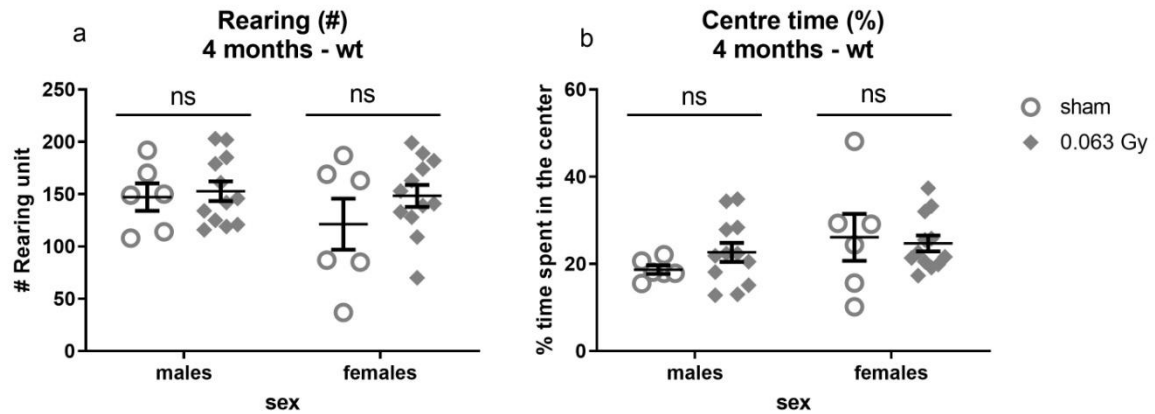 a
Rearing (#)
4 months - wt
# Rearing unit
250
200
150
100
50
0
ns
ns
males
females
sex
b
Centre time (%)
4 months - wt
% time spent in the center
60
40
20
0
ns
ns
males
females
sex
sham
0.063 Gy